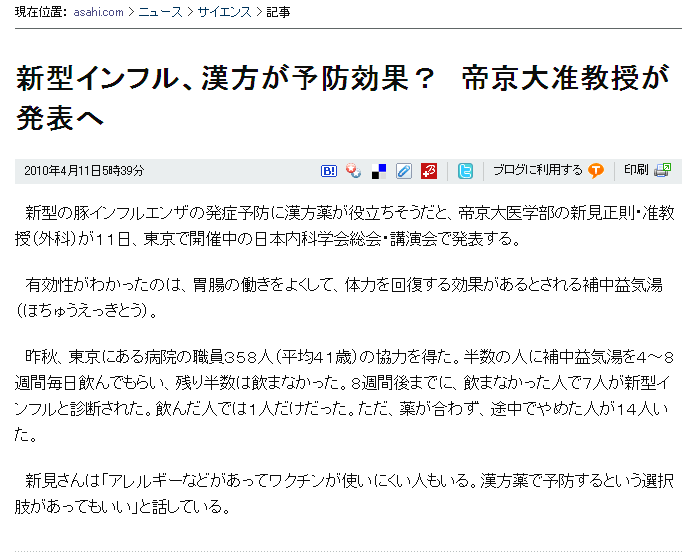 現在位置： asahi.com > ニュース > サイエンス > 記事
新型インフル、漢方が予防効果？　帝京大准教授が
発表へ
2010年4月11日5時39分
B! ブログに利用する 印刷
新型の豚インフルエンザの発症予防に漢方薬が役立ちそうだと、帝京大医学部の新見正則・准教
授（外科）が１１日、東京で開催中の日本内科学会総会・講演会で発表する。
有効性がわかったのは、胃腸の働きをよくして、体力を回復する効果があるとされる補中益気湯
（ほちゅうえっきとう）。
昨秋、東京にある病院の職員３５８人（平均４１歳）の協力を得た。半数の人に補中益気湯を４～８
週間毎日飲んでもらい、残り半数は飲まなかった。８週間後までに、飲まなかった人で７人が新型イ
ンフルと診断された。飲んだ人では１人だけだった。ただ、薬が合わず、途中でやめた人が１４人い
た。
新見さんは「アレルギーなどがあってワクチンが使いにくい人もいる。漢方薬で予防するという選択
肢があってもいい」と話している。